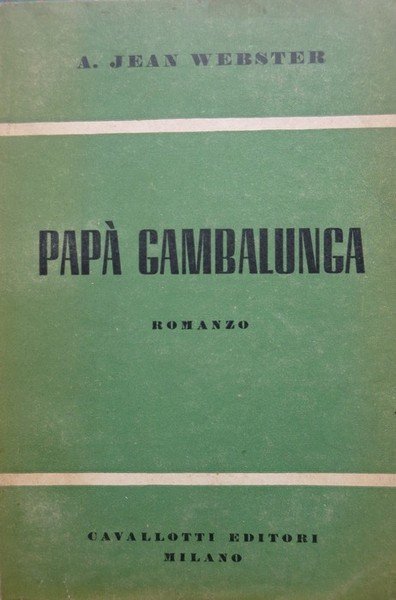 A. JEAN WEBSTER
PAPÀ GAMBALUNGA
ROMANZO
CAVALLOTTI EDITORI
MILANO